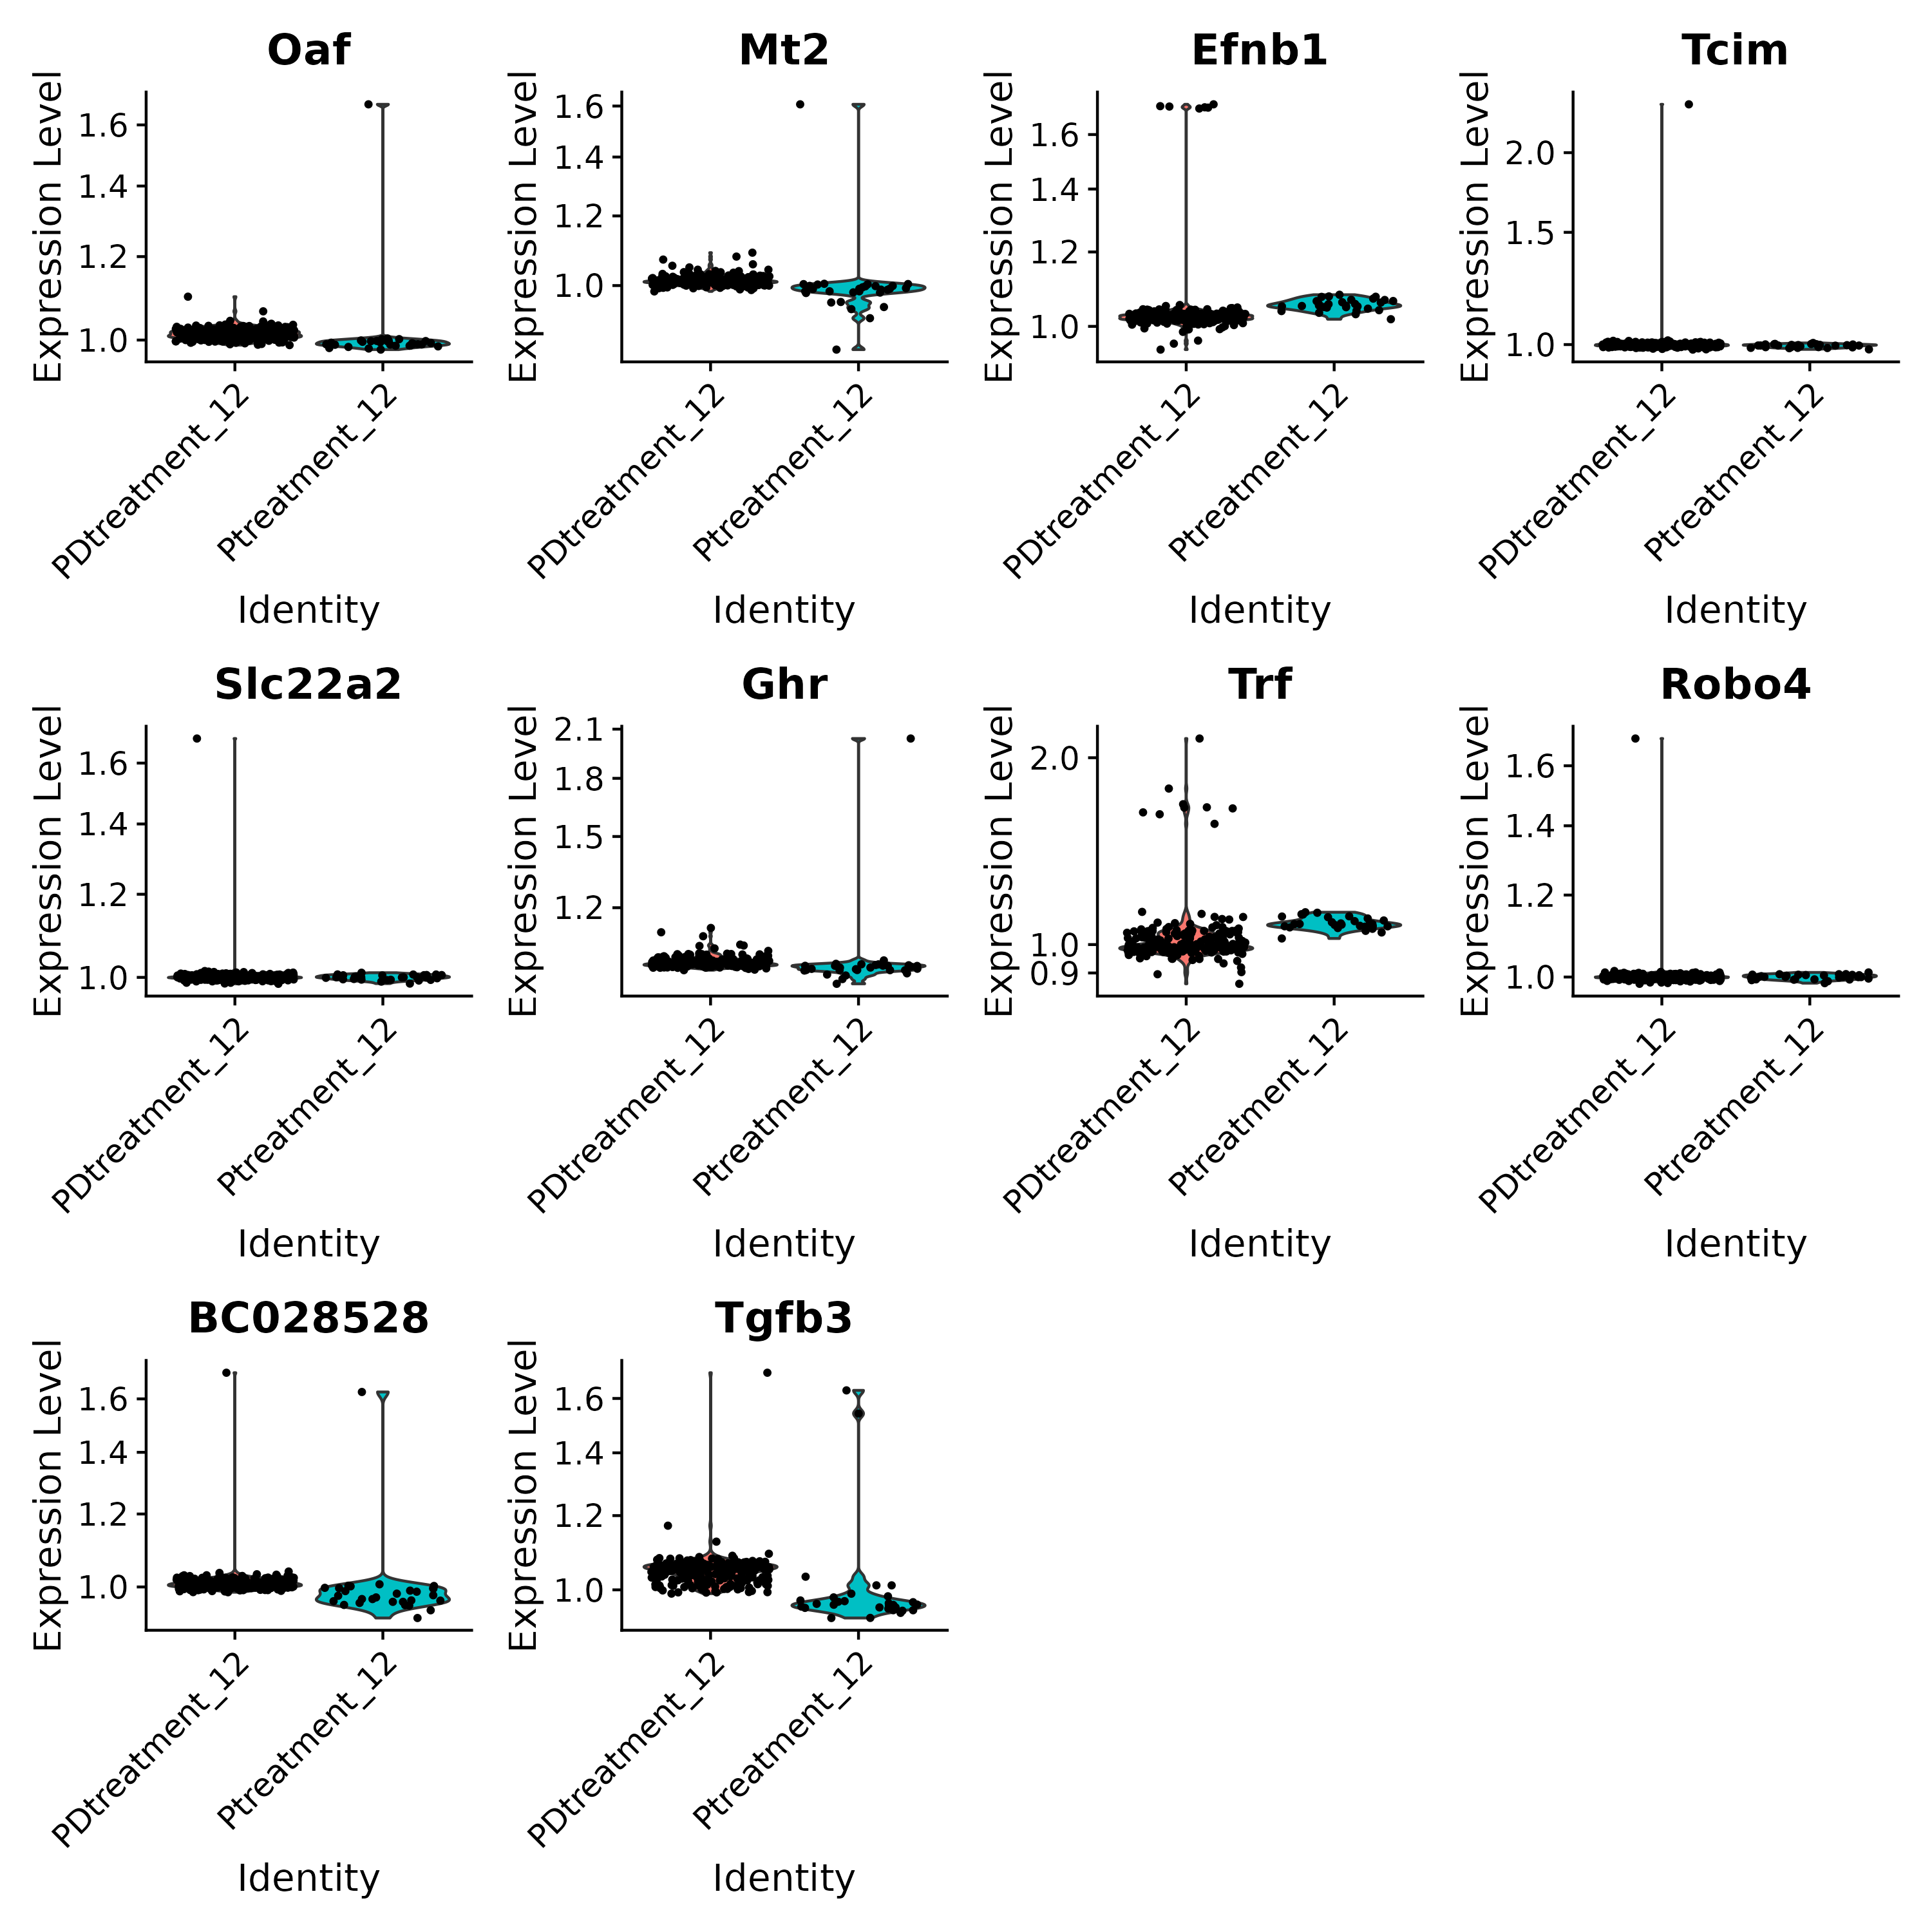 Oaf
Expression Level
1.6
1.4
1.2
1.0
PDtreatment_12
Ptreatment_12
Identity
Mt2
Expression Level
1.6
1.4
1.2
1.0
PDtreatment_12
Ptreatment_12
Identity
Efnb1
Expression Level
1.6
1.4
1.2
1.0
PDtreatment_12
Ptreatment_12
Identity
Tcim
Expression Level
2.0
1.5
1.0
PDtreatment_12
Ptreatment_12
Identity
Slc22a2
Expression Level
1.6
1.4
1.2
1.0
PDtreatment_12
Ptreatment_12
Identity
Ghr
Expression Level
2.1
1.8
1.5
1.2
PDtreatment_12
Ptreatment_12
Identity
Trf
Expression Level
2.0
1.0
0.9
PDtreatment_12
Ptreatment_12
Identity
Robo4
Expression Level
1.6
1.4
1.2
1.0
PDtreatment_12
Ptreatment_12
Identity
BC028528
Expression Level
1.6
1.4
1.2
1.0
PDtreatment_12
Ptreatment_12
Identity
Tgfb3
Expression Level
1.6
1.4
1.2
1.0
PDtreatment_12
Ptreatment_12
Identity